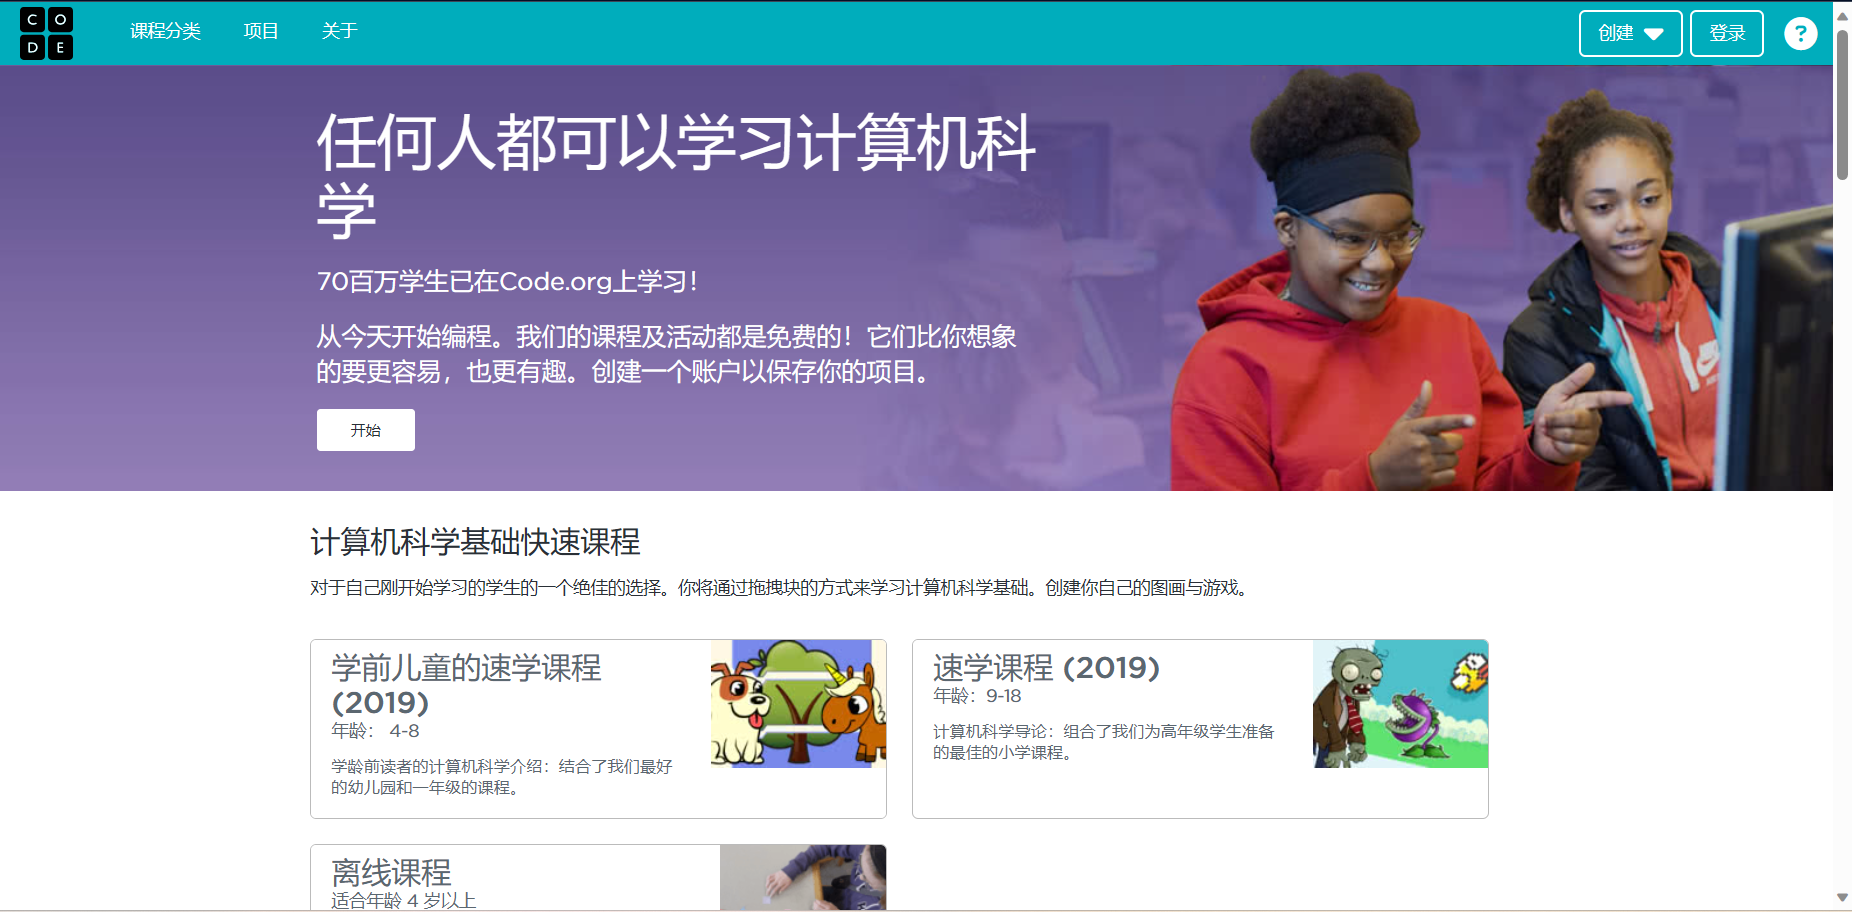 C O
D E
课程分类 项目 关于
创建 登录 ?
任何人都可以学习计算机科
学
70百万学生已在Code.org上学习！
从今天开始编程。我们的课程及活动都是免费的！它们比你想象
的要更容易，也更有趣。创建一个账户以保存你的项目。
开始
计算机科学基础快速课程
对于自己刚开始学习的学生的一个绝佳的选择。你将通过拖拽块的方式来学习计算机科学基础。创建你自己的图画与游戏。
学前儿童的速学课程
(2019)
年龄： 4-8
学龄前读者的计算机科学介绍：结合了我们最好
的幼儿园和一年级的课程。
速学课程 (2019)
年龄：9-18
计算机科学导论：组合了我们为高年级学生准备
的最佳的小学课程。
离线课程
适合年龄 4 岁以上